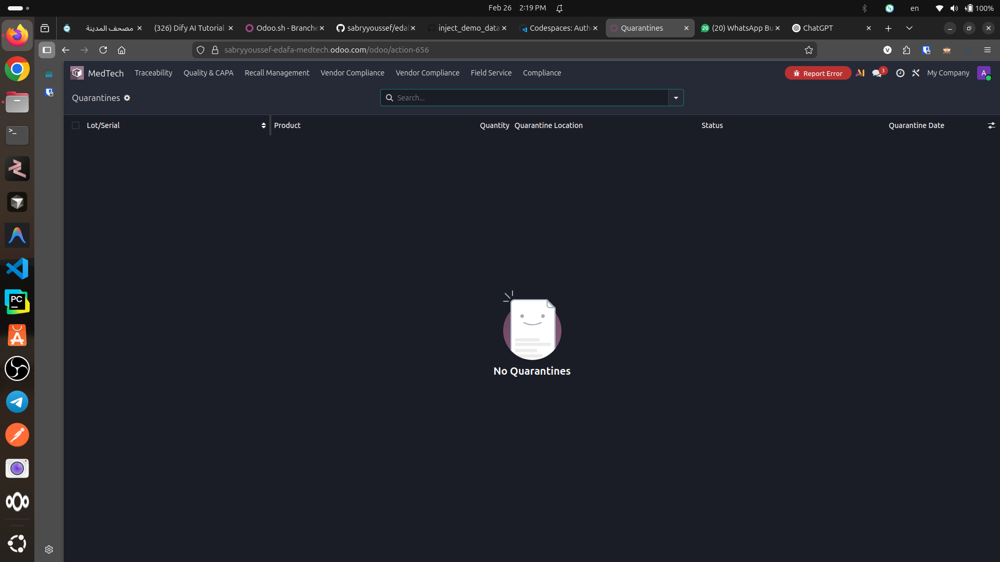 Feb 26 2:19 PM
en
100%
مصحف المدينة
(326) Dify AI Tutorial
Odoo.sh - Branche
sabryyoussef/edaf
inject_demo_data
Codespaces: Auth
Quarantines
20 (20) WhatsApp Bu
ChatGPT
sabryyoussef-edafa-medtech.odoo.com/odoo/action-656
V
MedTech
Traceability
Quality & CAPA
Recall Management
Vendor Compliance
Vendor Compliance
Field Service
Compliance
Report Error
AI
3
My Company
A
Quarantines
Search...
Lot/Serial
Product
Quantity
Quarantine Location
Status
Quarantine Date
No Quarantines
>_
PC